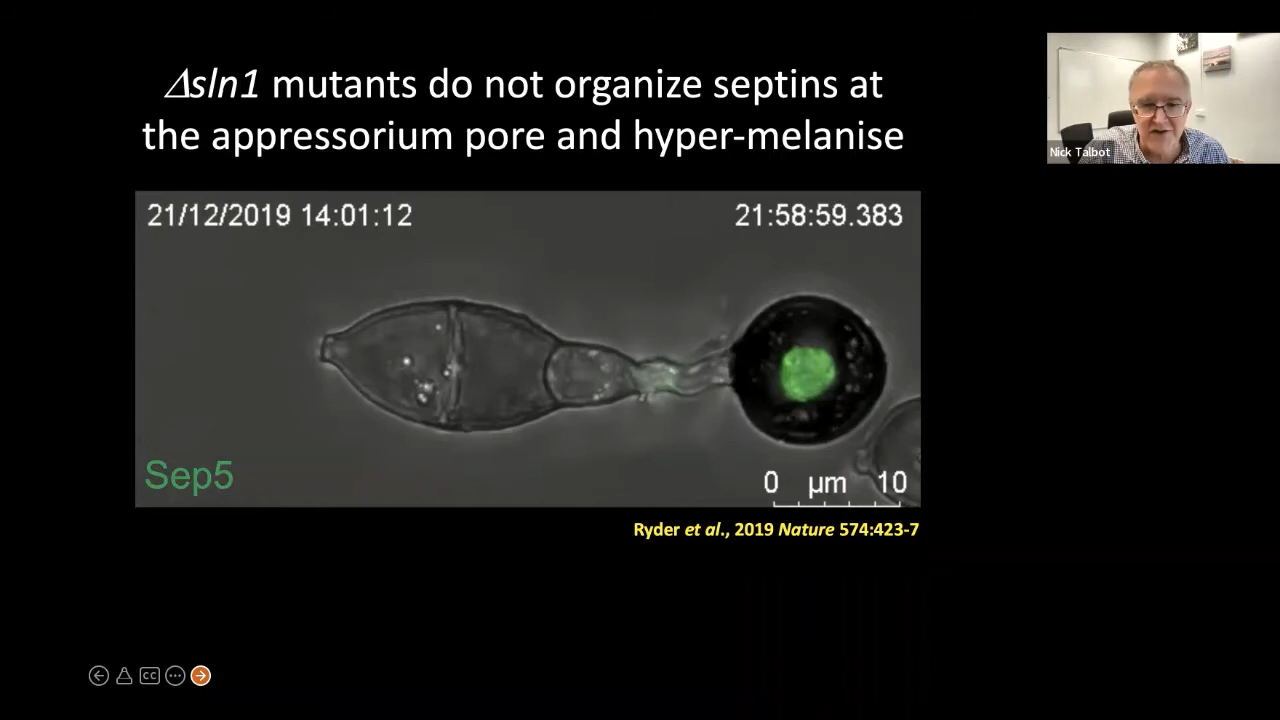 Δsln1 mutants do not organize septins at
the appressorium pore and hyper-melanise
Nick Talbot
21/12/2019 14:01:12
21:58:59.383
Sep5
0 μm 10
Ryder et al., 2019 Nature 574:423-7
CC